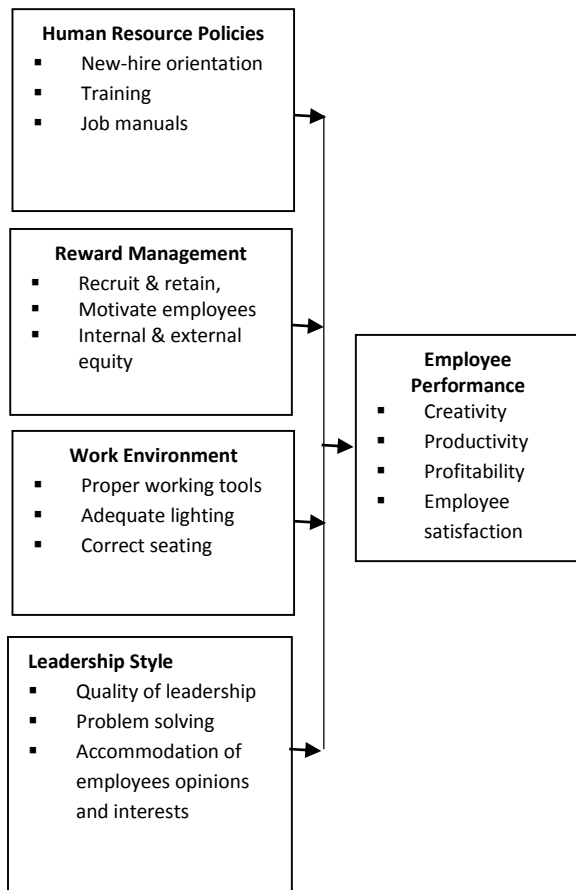 Human Resource Policies
▪ New-hire orientation
▪ Training
▪ Job manuals
Reward Management
▪ Recruit & retain,
▪ Motivate employees
▪ Internal & external
equity
Employee
Performance
▪ Creativity
▪ Productivity
▪ Profitability
▪ Employee
satisfaction
Work Environment
▪ Proper working tools
▪ Adequate lighting
▪ Correct seating
Leadership Style
▪ Quality of leadership
▪ Problem solving
▪ Accommodation of
employees opinions
and interests